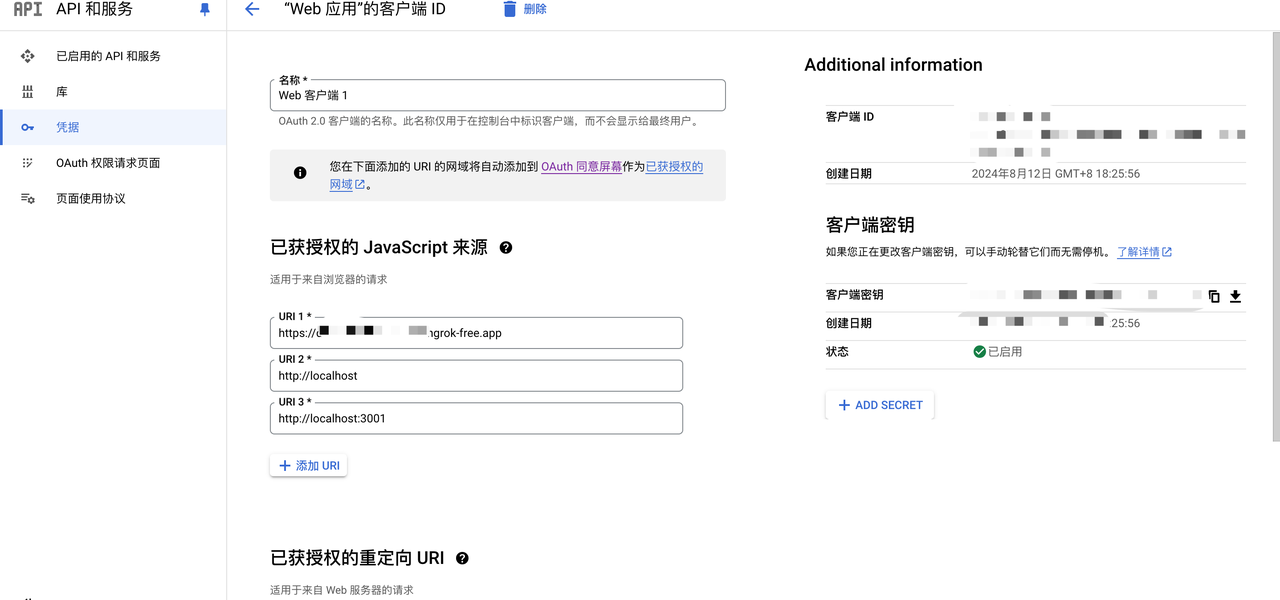 API API 和服务
已启用的 API 和服务
库
凭据
OAuth 权限请求页面
页面使用协议
“Web 应用”的客户端 ID
删除
名称 *
Web 客户端 1
OAuth 2.0 客户端的名称。此名称仅用于在控制台中标识客户端，而不会显示给最终用户。
您在下面添加的 URI 的网域将自动添加到 OAuth 同意屏幕作为已获授权的
网域。
已获授权的 JavaScript 来源
适用于来自浏览器的请求
URI 1 *
https://
ngrok-free.app
URI 2 *
http://localhost
URI 3 *
http://localhost:3001
添加 URI
已获授权的重定向 URI
适用于来自 Web 服务器的请求
Additional information
客户端 ID
创建日期 2024年8月12日 GMT+8 18:25:56
客户端密钥
如果您正在更改客户端密钥，可以手动轮替它们而无需停机。 了解详情
客户端密钥
创建日期 :25:56
状态 已启用
ADD SECRET